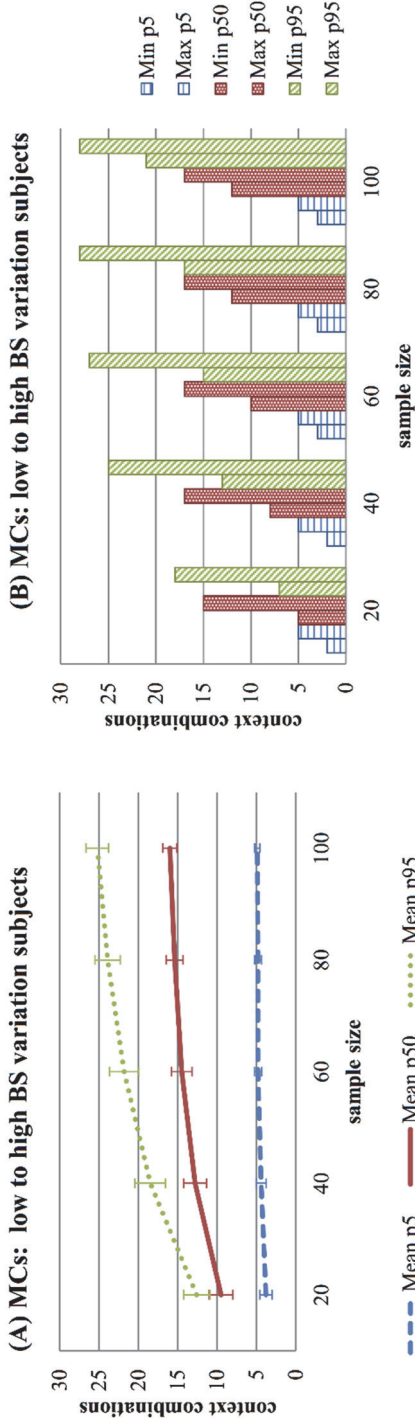 (A) MCs: low to high BS variation subjects
30
25
20
15
10
5
0
context combinations
20 40 60 80 100
sample size
Mean p5 Mean p50 Mean p95
(B) MCs: low to high BS variation subjects
30
25
20
15
10
5
0
context combinations
20 40 60 80 100
sample size
Min p5
Max p5
Min p50
Max p50
Min p95
Max p95